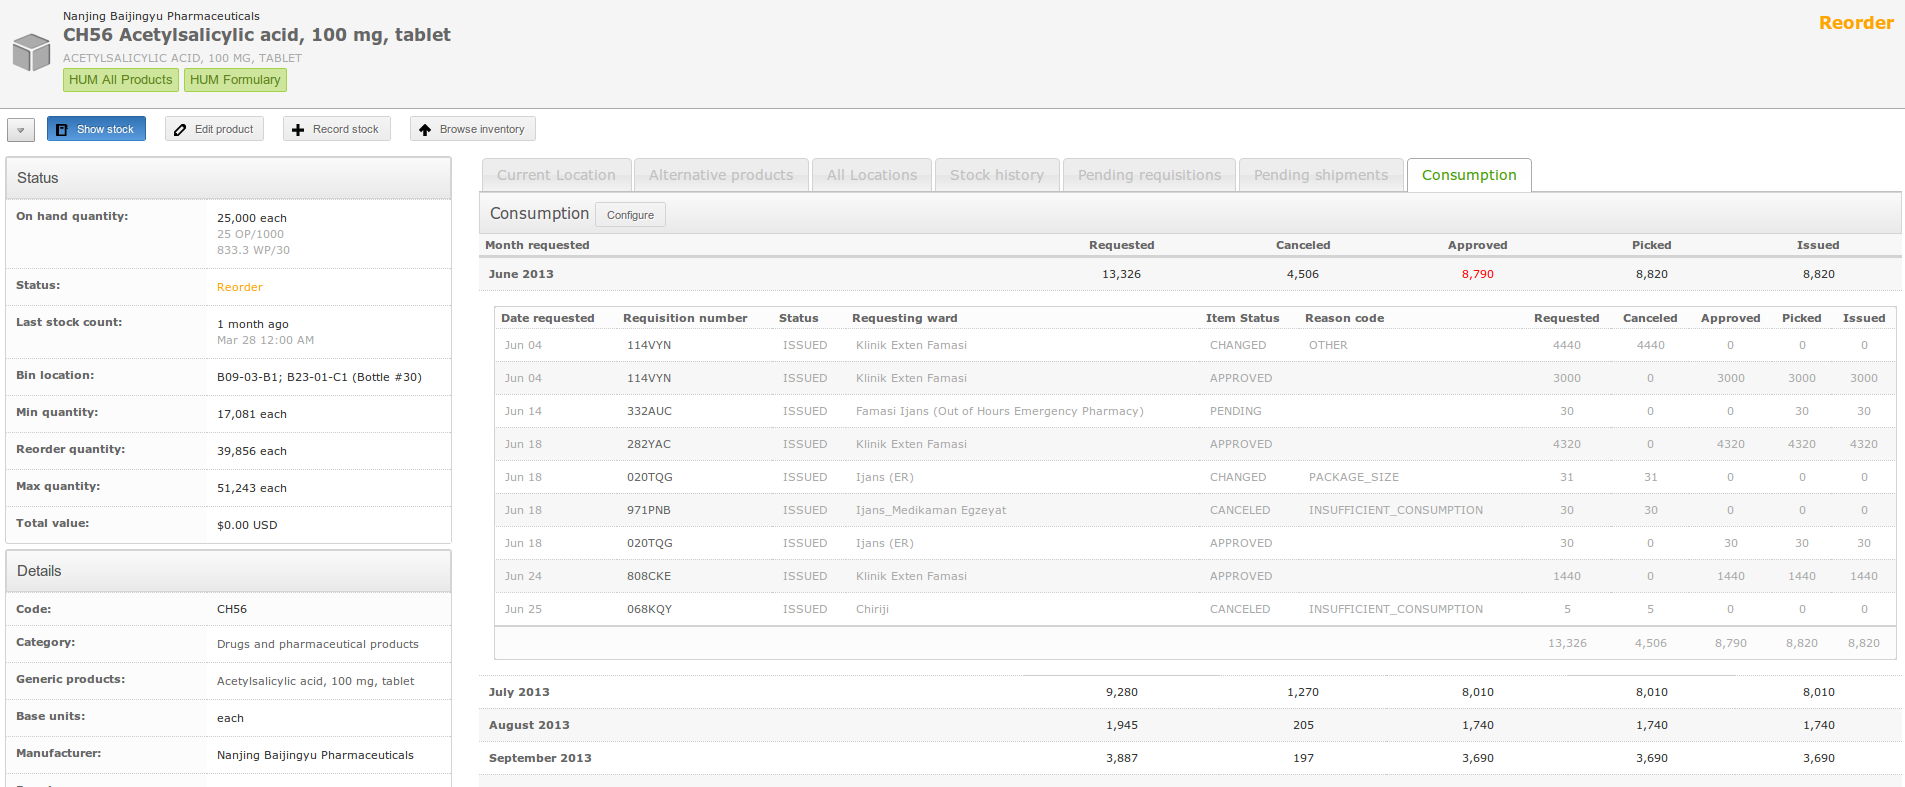 Nanjing Baijingyu Pharmaceuticals
CH56 Acetylsalicylic acid, 100 mg, tablet
Reorder
ACETYLSALICYLIC ACID, 100 MG, TABLET
HUM All Products HUM Formulary
Show stock Edit product Record stock Browse inventory
Status
On hand quantity: 25,000 each
25 OP/1000
833.3 WP/30
Status: Reorder
Last stock count: 1 month ago
Mar 28 12:00 AM
Bin location: B09-03-B1; B23-01-C1 (Bottle #30)
Min quantity: 17,081 each
Reorder quantity: 39,856 each
Max quantity: 51,243 each
Total value: $0.00 USD
Details
Code: CH56
Category: Drugs and pharmaceutical products
Generic products: Acetylsalicylic acid, 100 mg, tablet
Base units: each
Manufacturer: Nanjing Baijingyu Pharmaceuticals
Current Location Alternative products All Locations Stock history Pending requisitions Pending shipments Consumption
Consumption Configure
Month requested Requested Canceled Approved Picked Issued
June 2013 13,326 4,506 8,790 8,820 8,820
Date requested Requisition number Status Requesting ward Item Status Reason code Requested Canceled Approved Picked Issued
Jun 04 114VYN ISSUED Klinik Exten Famasi CHANGED OTHER 4440 4440 0 0 0
Jun 04 114VYN ISSUED Klinik Exten Famasi APPROVED 3000 0 3000 3000 3000
Jun 14 332AUC ISSUED Famasi Ijans (Out of Hours Emergency Pharmacy) PENDING 30 0 0 30 30
Jun 18 282YAC ISSUED Klinik Exten Famasi APPROVED 4320 0 4320 4320 4320
Jun 18 020TQG ISSUED Ijans (ER) CHANGED PACKAGE_SIZE 31 31 0 0 0
Jun 18 971PNB ISSUED Ijans_Medikaman Egzeyat CANCELED INSUFFICIENT_CONSUMPTION 30 30 0 0 0
Jun 18 020TQG ISSUED Ijans (ER) APPROVED 30 0 30 30 30
Jun 24 808CKE ISSUED Klinik Exten Famasi APPROVED 1440 0 1440 1440 1440
Jun 25 068KQY ISSUED Chiriji CANCELED INSUFFICIENT_CONSUMPTION 5 5 0 0 0
13,326 4,506 8,790 8,820 8,820
July 2013 9,280 1,270 8,010 8,010 8,010
August 2013 1,945 205 1,740 1,740 1,740
September 2013 3,887 197 3,690 3,690 3,690